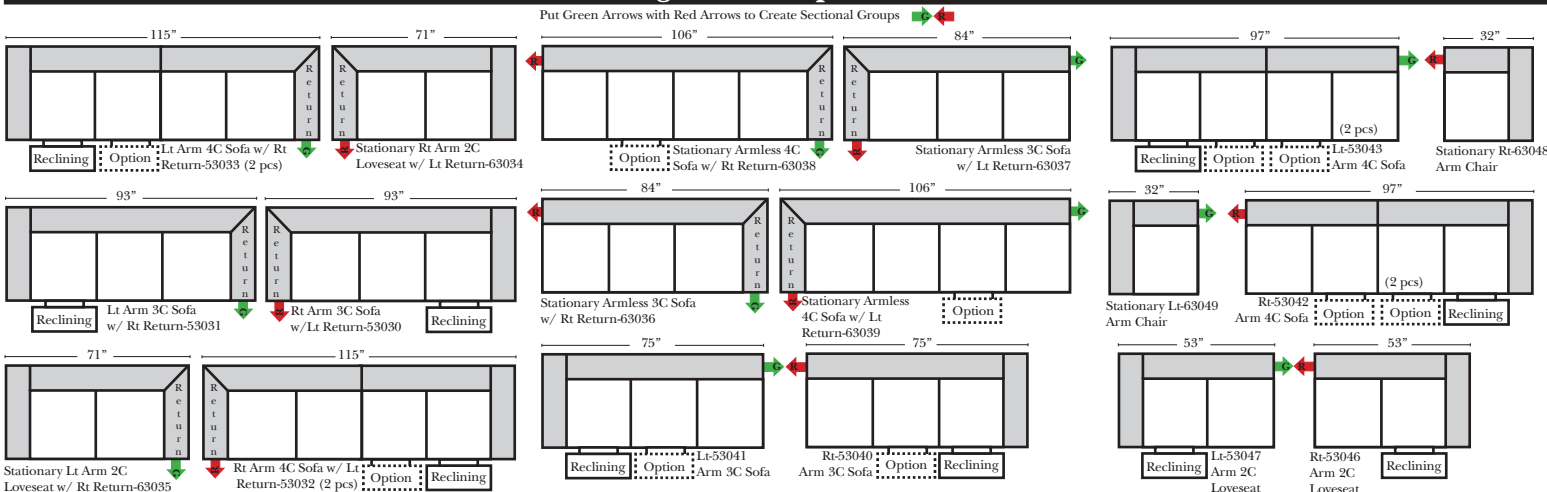 Put Green Arrows with Red Arrows to Create Sectional Groups
G R
115”
71”
106”
84”
97”
32”
Return
Return
R
Return
Return
G
G
R
(2 pcs)
Reclining
Option
Lt Arm 4C Sofa w/ Rt
Return-53033 (2 pcs)
G
R
Stationary Rt Arm 2C
Loveseat w/ Lt Return-63034
Option
Stationary Armless 4C
Sofa w/ Rt Return-63038
G
R
Stationary Armless 3C Sofa
w/ Lt Return-63037
Reclining
Option
Option
Lt-53043
Arm 4C Sofa
Stationary Rt-63048
Arm Chair
93”
93”
84”
106”
32”
97”
Return
Return
R
Return
Return
G
G
R
(2 pcs)
Reclining
Lt Arm 3C Sofa
w/ Rt Return-53031
G
R
Rt Arm 3C Sofa
w/Lt Return-53030
Reclining
Stationary Armless 3C Sofa
w/ Rt Return-63036
G
R
Stationary Armless
4C Sofa w/ Lt
Return-63039
Option
Stationary Lt-63049
Arm Chair
Rt-53042
Arm 4C Sofa
Option
Option
Reclining
71”
115”
75”
75”
53”
53”
Return
Return
G
R
G
R
Stationary Lt Arm 2C
Loveseat w/ Rt Return-63035
G
R
Rt Arm 4C Sofa w/ Lt
Return-53032 (2 pcs)
Option
Reclining
Reclining
Option
Lt-53041
Arm 3C Sofa
Rt-53040
Arm 3C Sofa
Option
Reclining
Reclining
Lt-53047
Arm 2C
Loveseat
Rt-53046
Arm 2C
Loveseat
Reclining